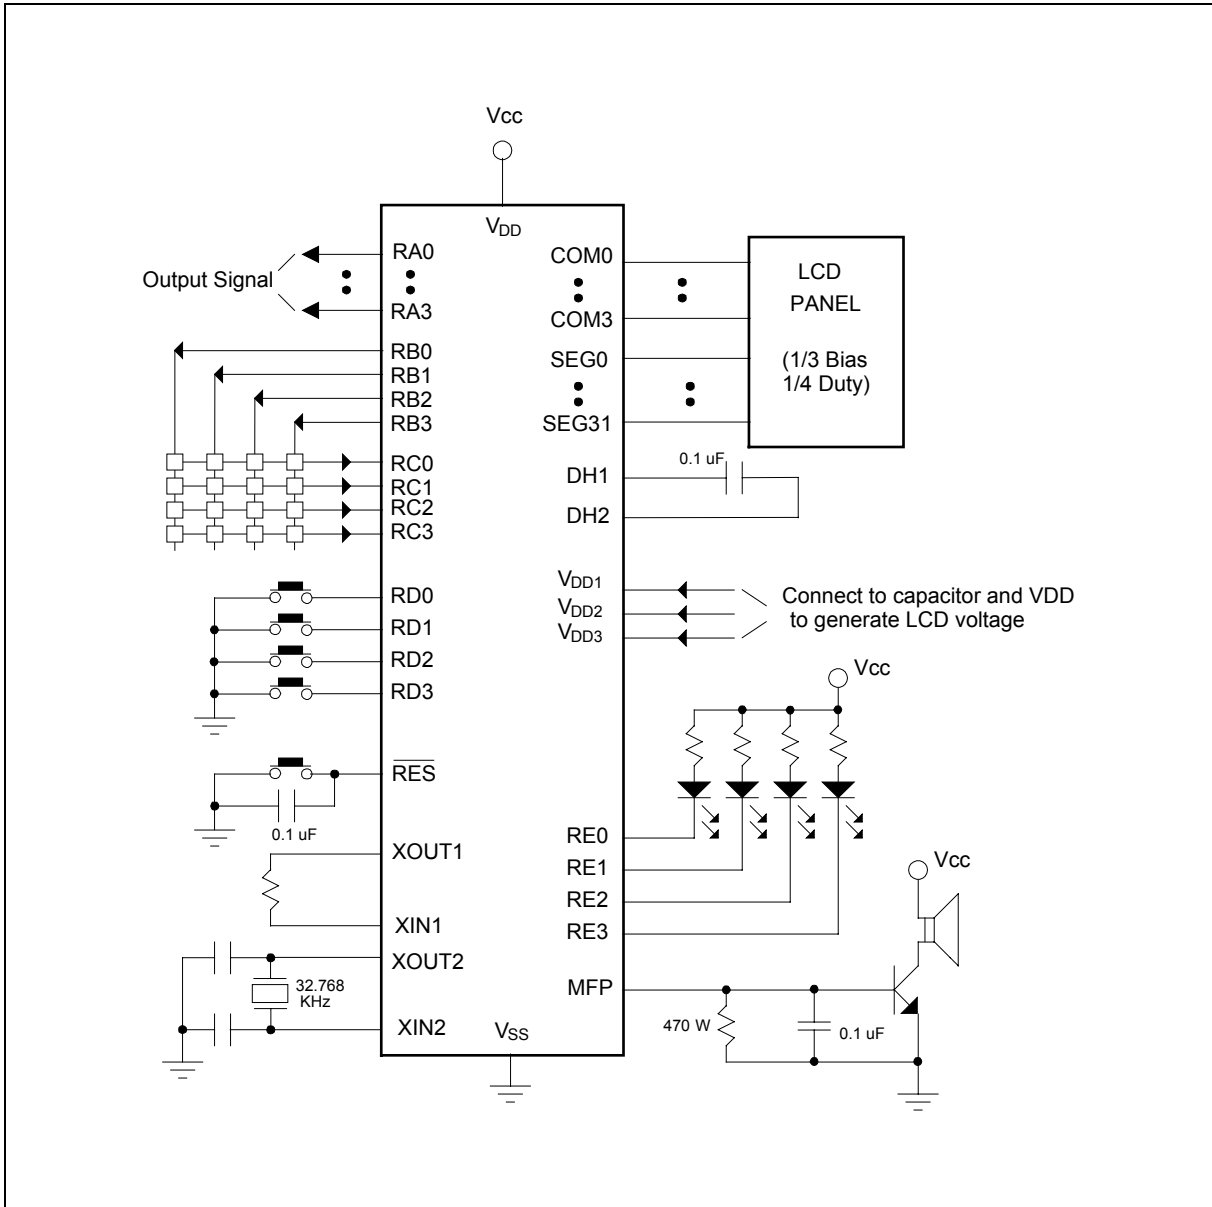 Vcc
VDD
RA0
RA3
Output Signal
RB0
RB1
RB2
RB3
RC0
RC1
RC2
RC3
RD0
RD1
RD2
RD3
RES
0.1 uF
XOUT1
XIN1
XOUT2
32.768
KHz
XIN2
VSS
COM0
COM3
SEG0
SEG31
LCD
PANEL
(1/3 Bias
1/4 Duty)
DH1
0.1 uF
DH2
VDD1
VDD2
VDD3
Connect to capacitor and VDD
to generate LCD voltage
Vcc
RE0
RE1
RE2
RE3
Vcc
MFP
470 W
0.1 uF